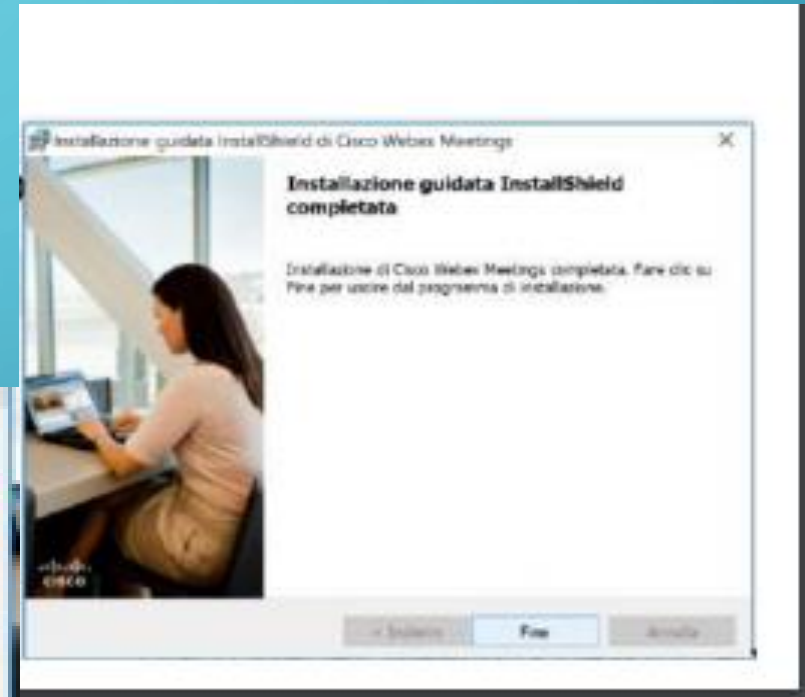 Installazione guidata InstallShield di Cisco Webex Meetings
Installazione guidata InstallShield
completata
Installazione di Cisco Webex Meetings completata. Fare clic su
Fine per uscire dal programma di installazione.
cisco
< Indietro Fine Annulla